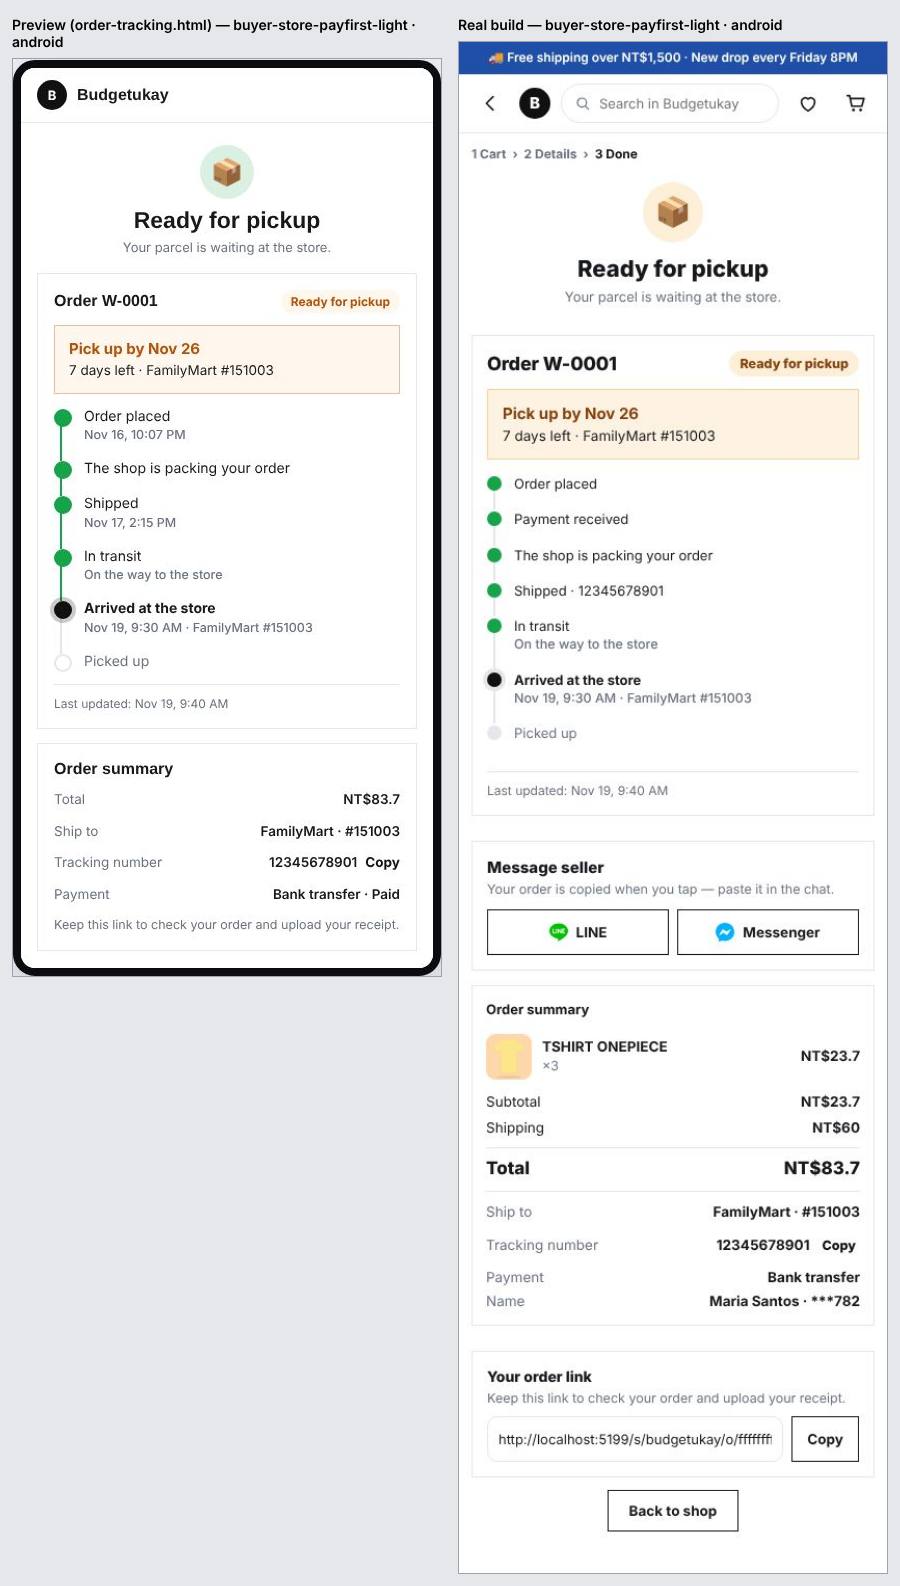 Preview (order-tracking.html) — buyer-store-payfirst-light ·
android
B Budgetukay
Ready for pickup
Your parcel is waiting at the store.
Order W-0001 Ready for pickup
Pick up by Nov 26
7 days left · FamilyMart #151003
Order placed
Nov 16, 10:07 PM
The shop is packing your order
Shipped
Nov 17, 2:15 PM
In transit
On the way to the store
Arrived at the store
Nov 19, 9:30 AM · FamilyMart #151003
Picked up
Last updated: Nov 19, 9:40 AM
Order summary
Total NT$83.7
Ship to FamilyMart · #151003
Tracking number 12345678901 Copy
Payment Bank transfer · Paid
Keep this link to check your order and upload your receipt.
Real build — buyer-store-payfirst-light · android
🚚 Free shipping over NT$1,500 · New drop every Friday 8PM
B Search in Budgetukay
1 Cart › 2 Details › 3 Done
Ready for pickup
Your parcel is waiting at the store.
Order W-0001 Ready for pickup
Pick up by Nov 26
7 days left · FamilyMart #151003
Order placed
Payment received
The shop is packing your order
Shipped · 12345678901
In transit
On the way to the store
Arrived at the store
Nov 19, 9:30 AM · FamilyMart #151003
Picked up
Last updated: Nov 19, 9:40 AM
Message seller
Your order is copied when you tap — paste it in the chat.
LINE LINE Messenger
Order summary
TSHIRT ONEPIECE NT$23.7
×3
Subtotal NT$23.7
Shipping NT$60
Total NT$83.7
Ship to FamilyMart · #151003
Tracking number 12345678901 Copy
Payment Bank transfer
Name Maria Santos · ***782
Your order link
Keep this link to check your order and upload your receipt.
http://localhost:5199/s/budgetukay/o/fffffff Copy
Back to shop